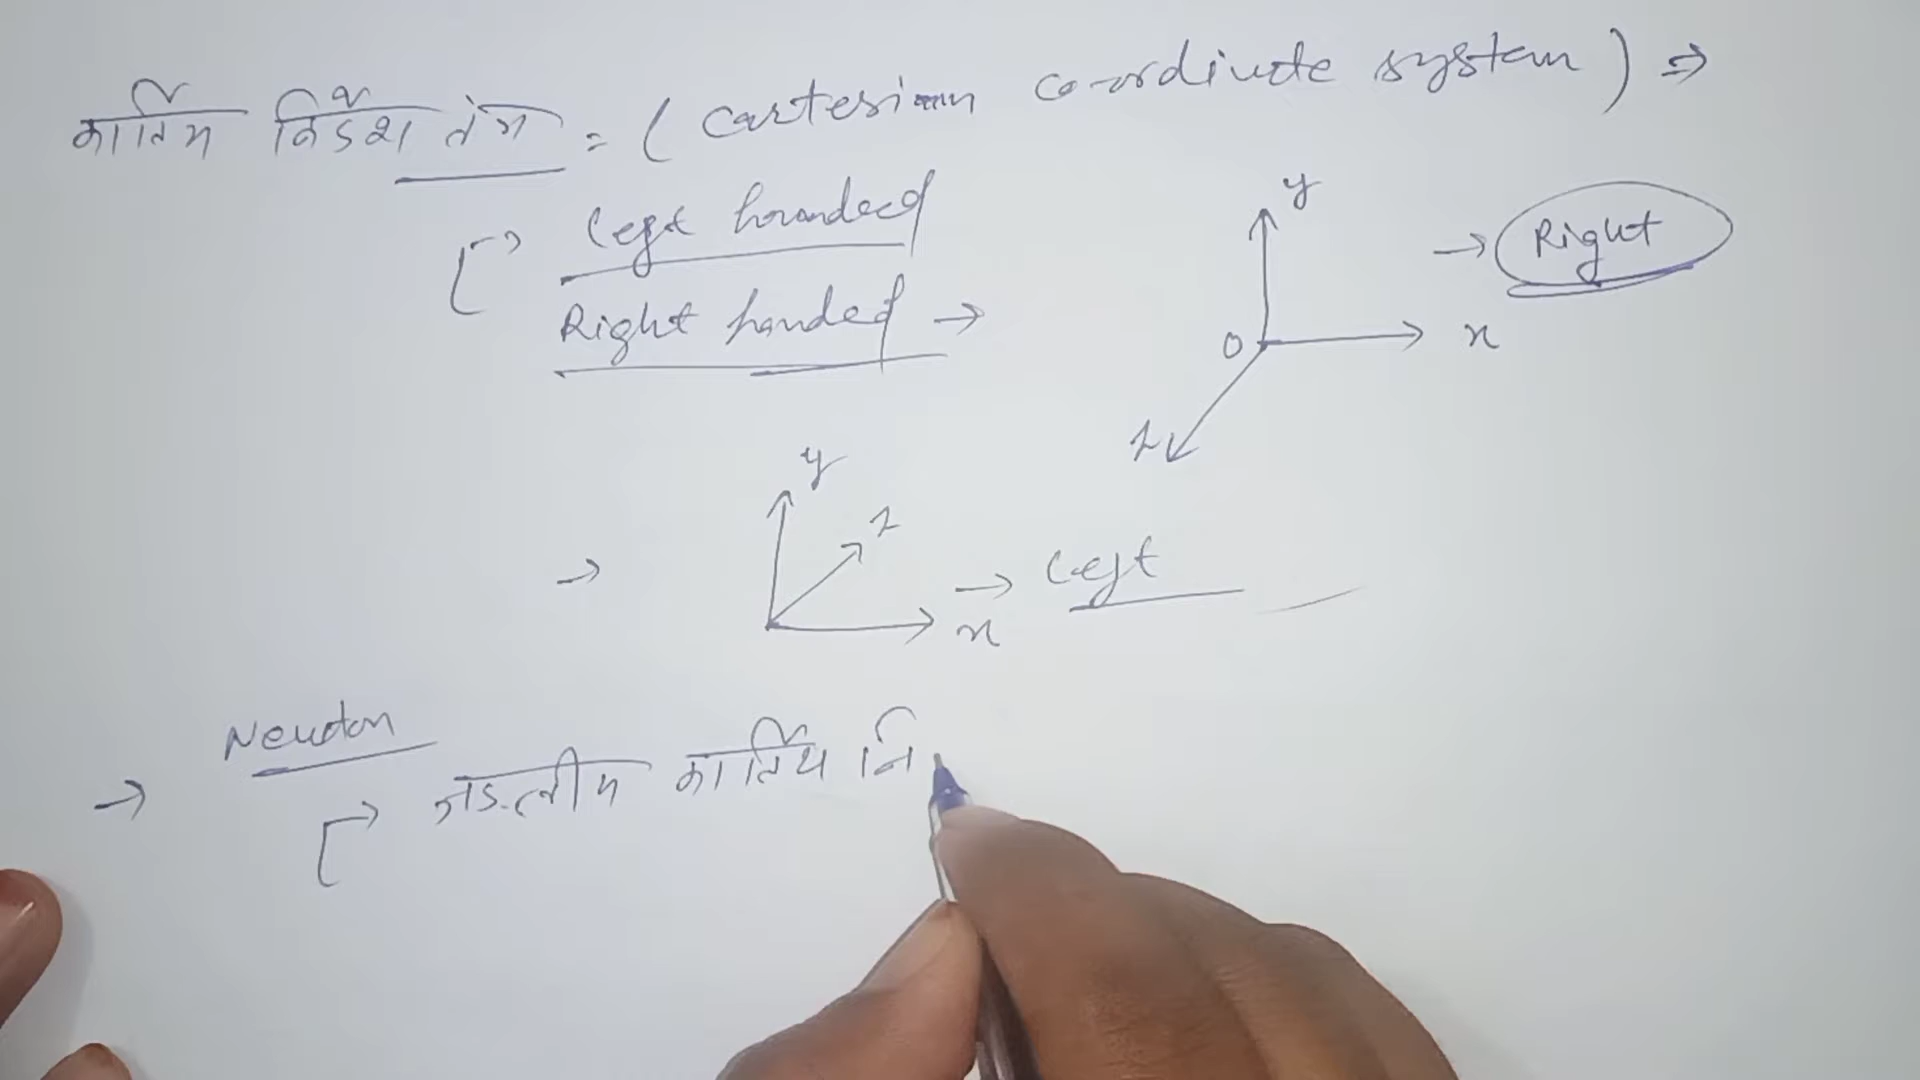 कार्तिय निर्देश तंत्र = ( cartesian co-ordinate system ) ⇒
Left handed
Right handed →
y
→ Right
O
x
z
→
y
z
x
→ Left
→ Newton
जड़त्वीय कार्तिय नि